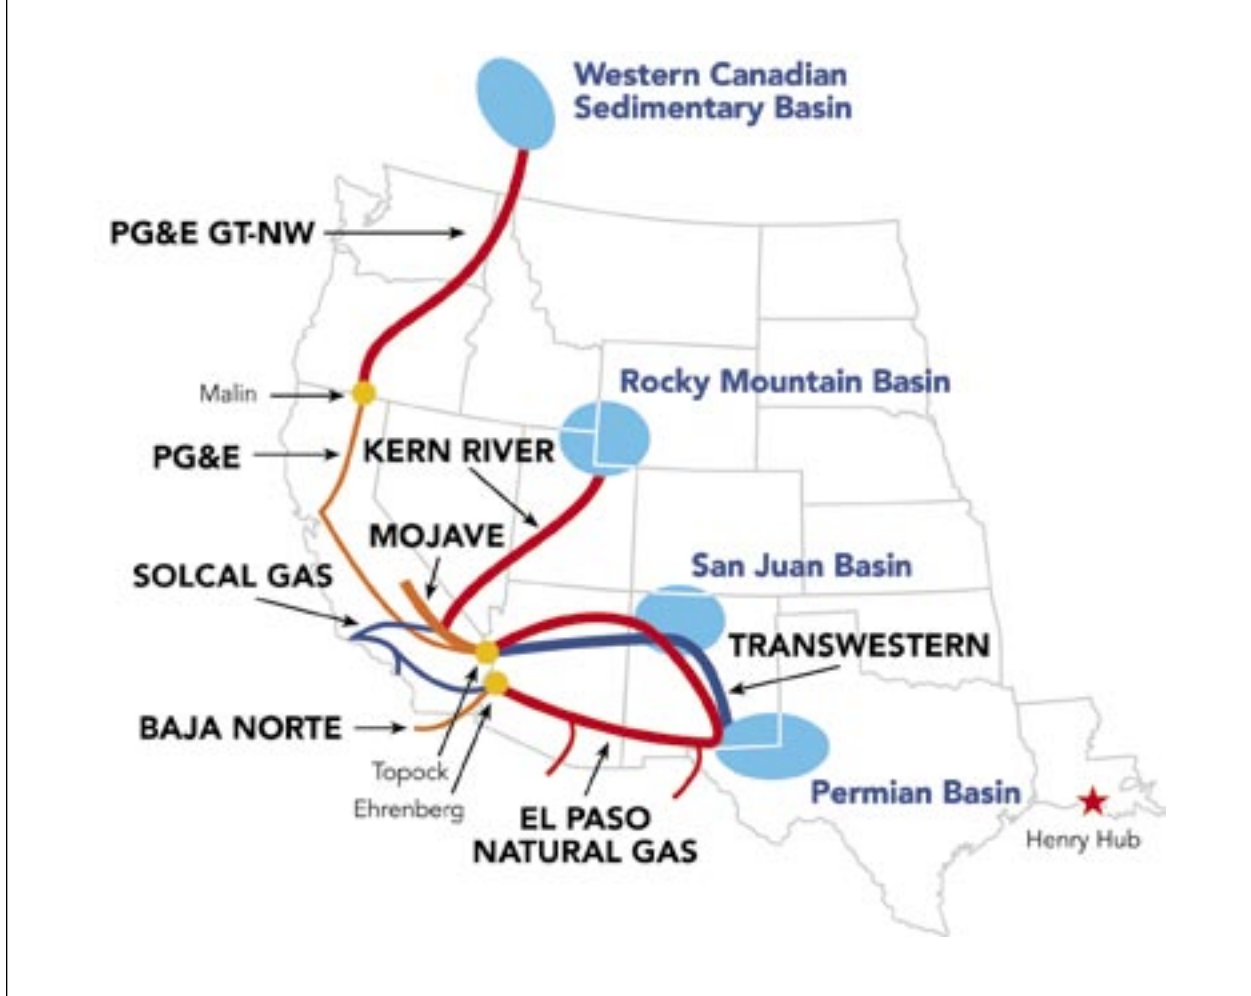 Western Canadian
Sedimentary Basin
PG&E GT-NW
Rocky Mountain Basin
Malin
PG&E
KERN RIVER
MOJAVE
San Juan Basin
SOLCAL GAS
TRANSWESTERN
BAJA NORTE
Topock
Ehrenberg
Permian Basin
EL PASO
NATURAL GAS
Henry Hub